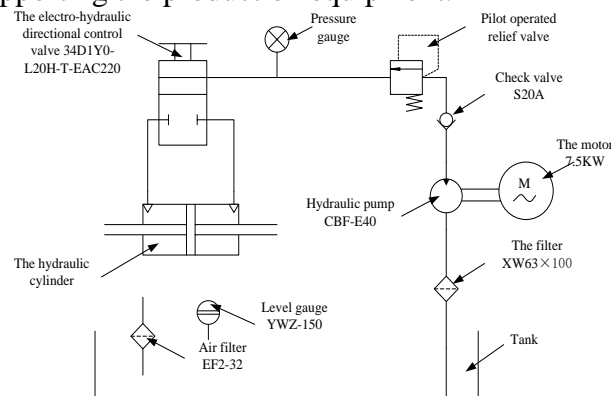 The electro-hydraulic
directional control
valve 34D1Y0-
L20H-T-EAC220
Pressure
gauge
Pilot operated
relief valve
Check valve
S20A
The motor
7.5KW
M
Hydraulic pump
CBF-E40
The filter
XW63×100
The hydraulic
cylinder
Level gauge
YWZ-150
Air filter
EF2-32
Tank